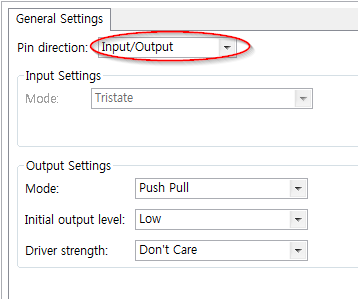 General Settings
Pin direction: Input/Output
Input Settings
Mode: Tristate
Output Settings
Mode: Push Pull
Initial output level: Low
Driver strength: Don't Care